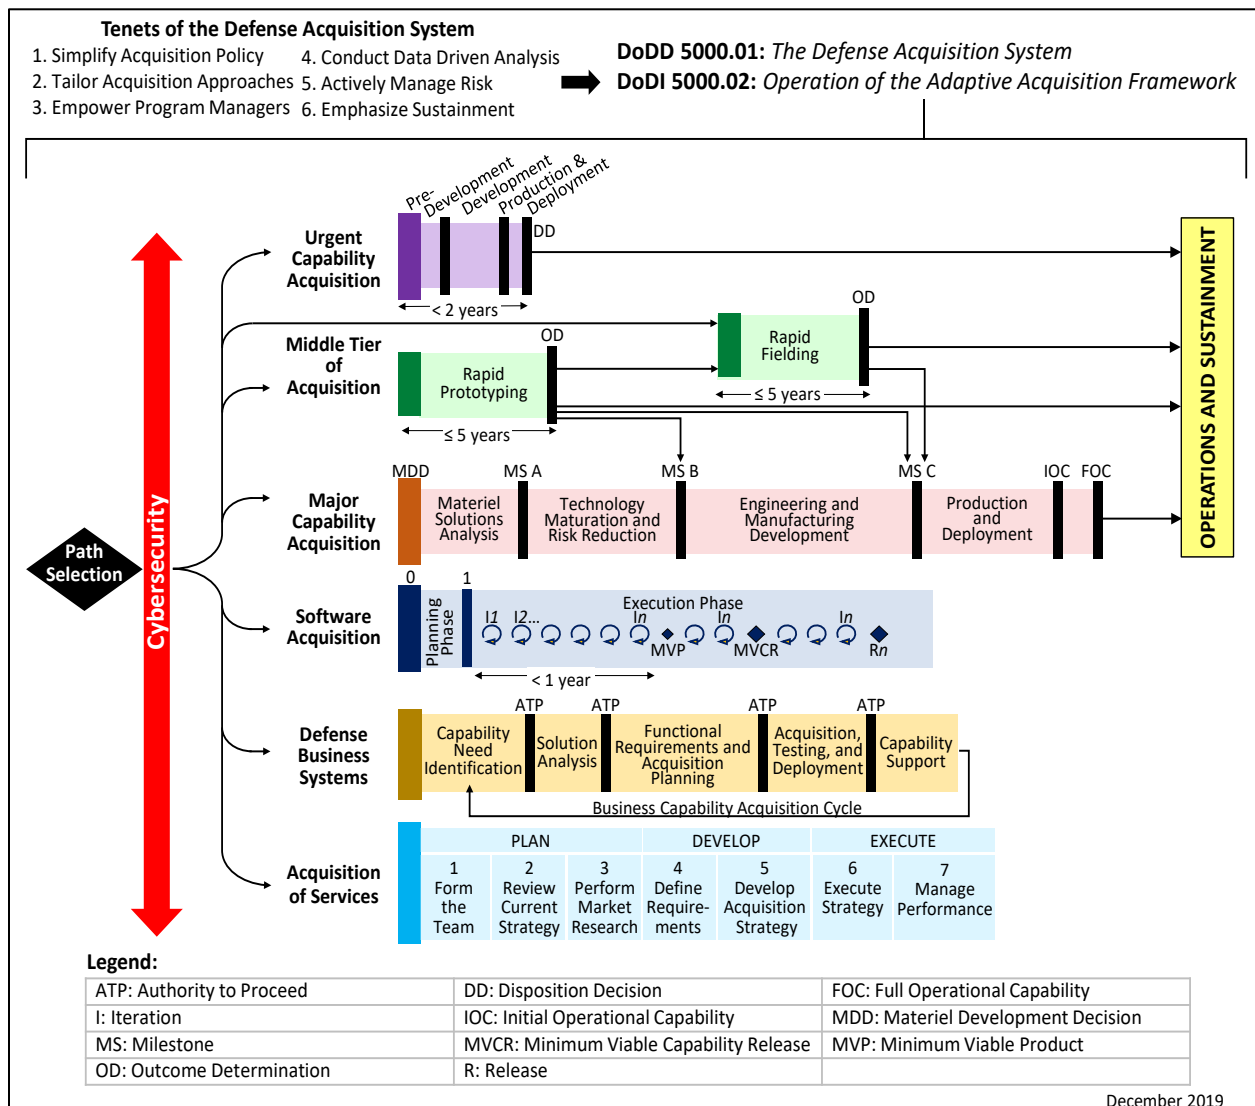 Tenets of the Defense Acquisition System
1. Simplify Acquisition Policy
2. Tailor Acquisition Approaches
3. Empower Program Managers
4. Conduct Data Driven Analysis
5. Actively Manage Risk
6. Emphasize Sustainment
DoDD 5000.01: The Defense Acquisition System
DoDI 5000.02: Operation of the Adaptive Acquisition Framework
Path
Selection
Cybersecurity
Urgent
Capability
Acquisition
Pre-
Development
Development
Production &
Deployment
DD
< 2 years
Middle Tier
of
Acquisition
Rapid
Prototyping
OD
≤ 5 years
Rapid
Fielding
OD
≤ 5 years
Major
Capability
Acquisition
MDD
Materiel
Solutions
Analysis
MS A
Technology
Maturation and
Risk Reduction
MS B
Engineering and
Manufacturing
Development
MS C
Production
and
Deployment
IOC
FOC
OPERATIONS AND SUSTAINMENT
Software
Acquisition
0
Planning
Phase
1
Execution Phase
I1
I2...
In
In
In
MVP
MVCR
Rn
< 1 year
Defense
Business
Systems
Capability
Need
Identification
ATP
Solution
Analysis
ATP
Functional
Requirements and
Acquisition
Planning
ATP
Acquisition,
Testing, and
Deployment
ATP
Capability
Support
Business Capability Acquisition Cycle
Acquisition
of Services
PLAN
DEVELOP
EXECUTE
1
Form
the
Team
2
Review
Current
Strategy
3
Perform
Market
Research
4
Define
Require-
ments
5
Develop
Acquisition
Strategy
6
Execute
Strategy
7
Manage
Performance
Legend:
ATP: Authority to Proceed
DD: Disposition Decision
FOC: Full Operational Capability
I: Iteration
IOC: Initial Operational Capability
MDD: Materiel Development Decision
MS: Milestone
MVCR: Minimum Viable Capability Release
MVP: Minimum Viable Product
OD: Outcome Determination
R: Release
December 2019